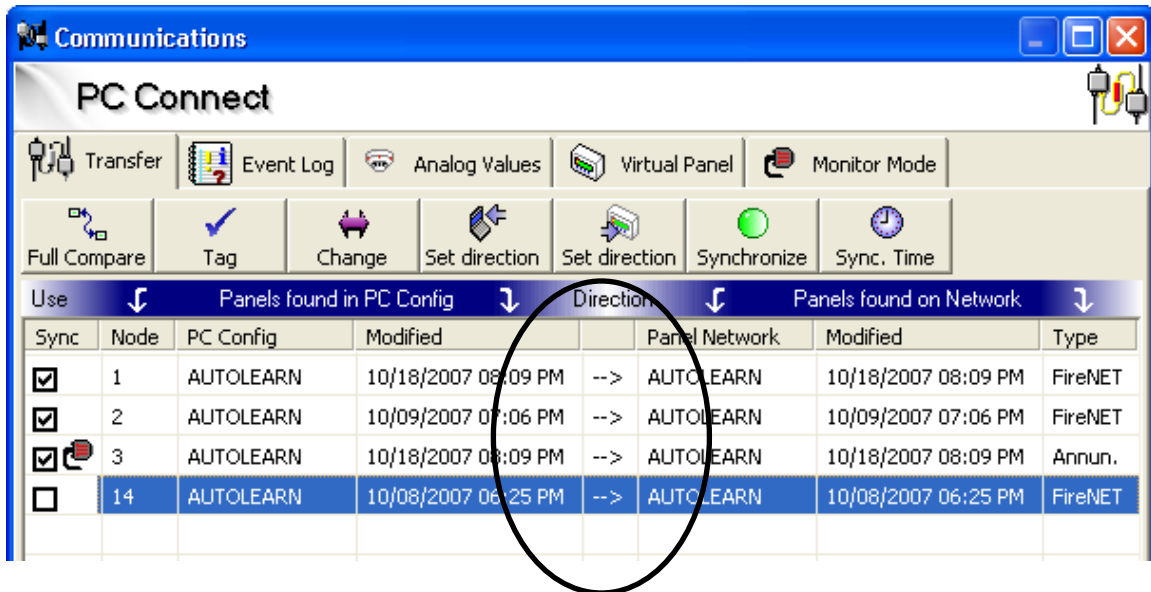 Communications
PC Connect
Transfer Event Log Analog Values Virtual Panel Monitor Mode
Full Compare Tag Change Set direction Set direction Synchronize Sync. Time
Use Panels found in PC Config Direction Panels found on Network
Sync Node PC Config Modified Panel Network Modified Type
1 AUTOLEARN 10/18/2007 08:09 PM --> AUTOLEARN 10/18/2007 08:09 PM FireNET
2 AUTOLEARN 10/09/2007 07:06 PM --> AUTOLEARN 10/09/2007 07:06 PM FireNET
3 AUTOLEARN 10/18/2007 08:09 PM --> AUTOLEARN 10/18/2007 08:09 PM Annun.
14 AUTOLEARN 10/08/2007 06:25 PM --> AUTOLEARN 10/08/2007 06:25 PM FireNET